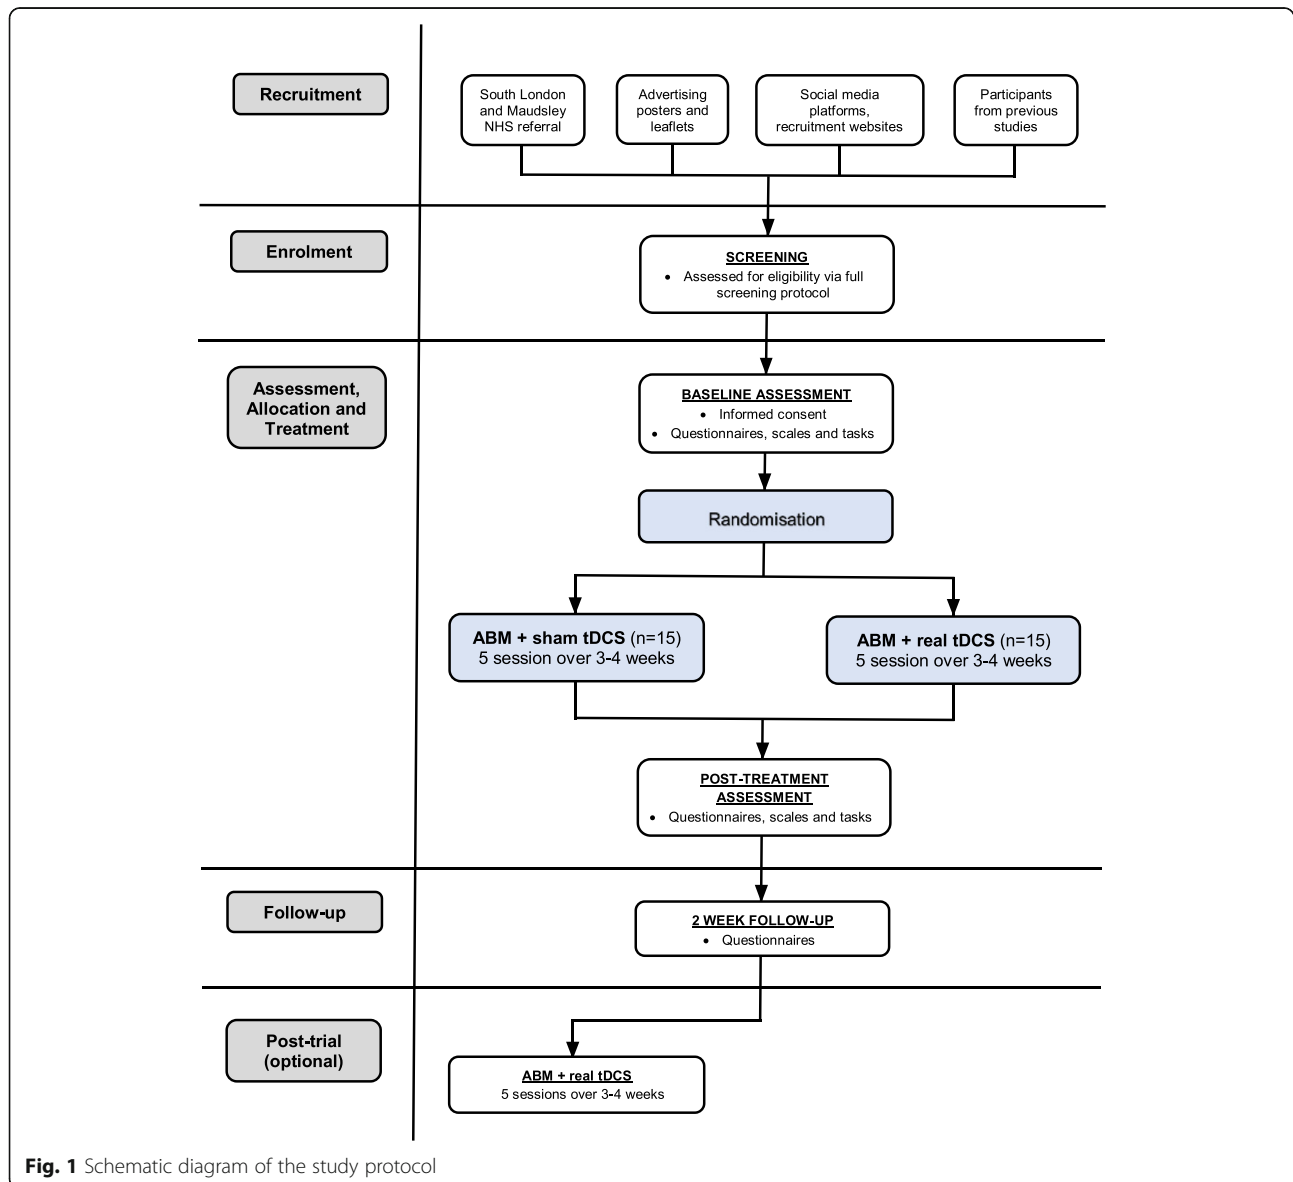 Recruitment
South London
and Maudsley
NHS referral
Advertising
posters and
leaflets
Social media
platforms,
recruitment websites
Participants
from previous
studies
Enrolment
SCREENING
• Assessed for eligibility via full
screening protocol
Assessment,
Allocation and
Treatment
BASELINE ASSESSMENT
• Informed consent
• Questionnaires, scales and tasks
Randomisation
ABM + sham tDCS (n=15)
5 session over 3-4 weeks
ABM + real tDCS (n=15)
5 session over 3-4 weeks
POST-TREATMENT
ASSESSMENT
• Questionnaires, scales and tasks
Follow-up
2 WEEK FOLLOW-UP
• Questionnaires
Post-trial
(optional)
ABM + real tDCS
5 sessions over 3-4 weeks
Fig. 1 Schematic diagram of the study protocol